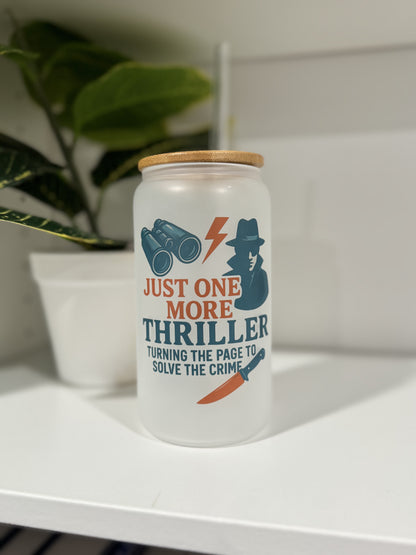 JUST ONE
MORE
THRILLER
TURNING THE PAGE TO
SOLVE THE CRIME